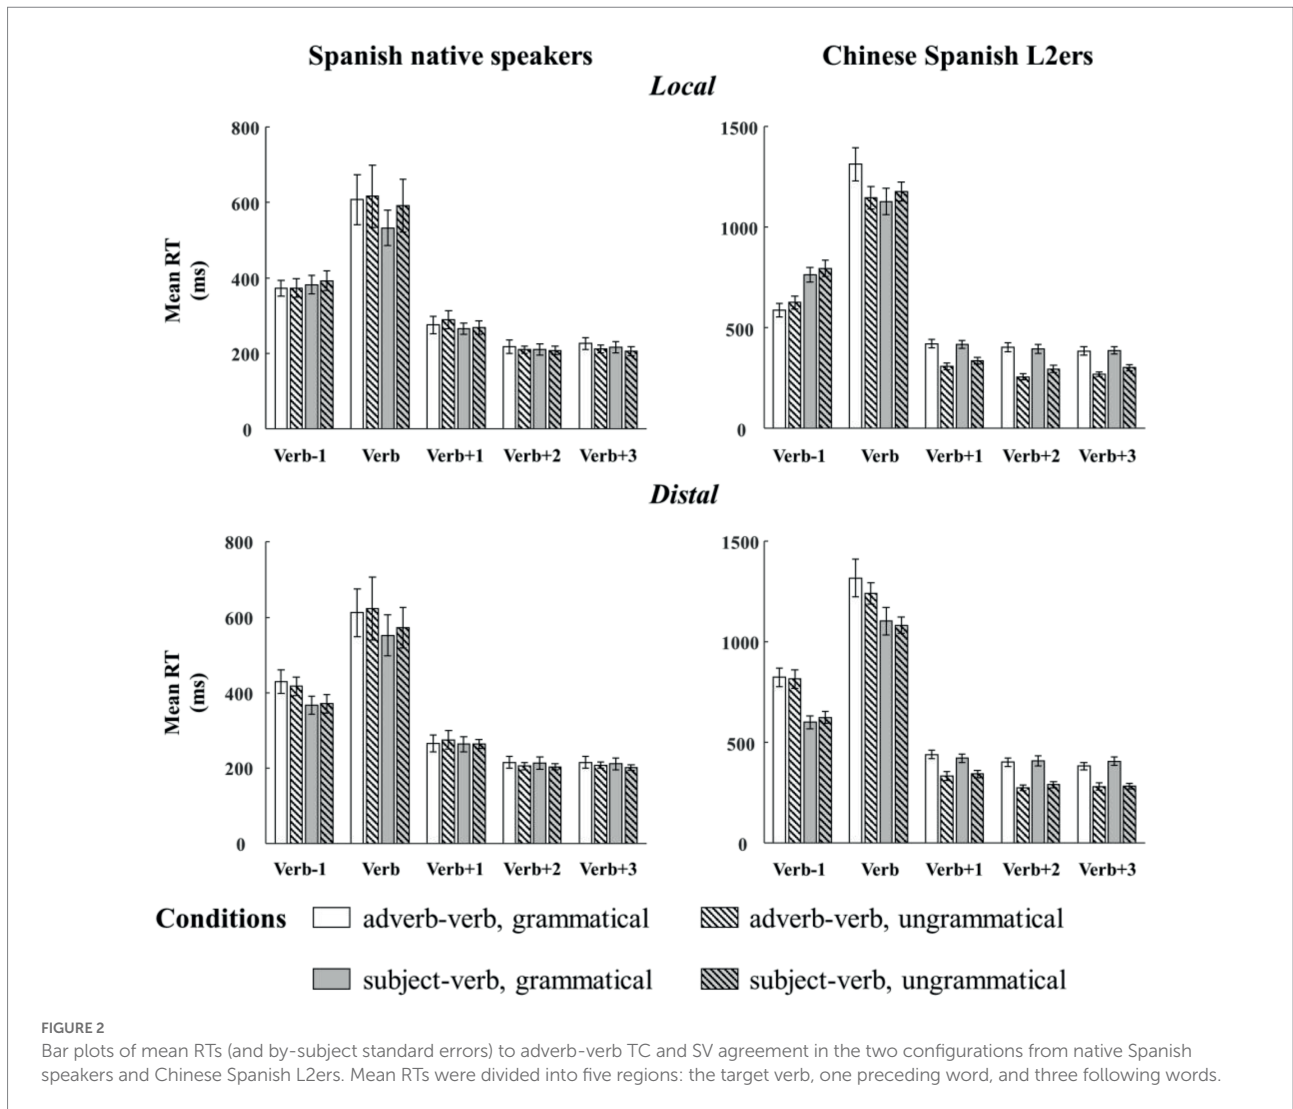 Spanish native speakers
Chinese Spanish L2ers
Local
Mean RT
(ms)
800
600
400
200
0
Verb-1 Verb Verb+1 Verb+2 Verb+3
1500
1000
500
0
Verb-1 Verb Verb+1 Verb+2 Verb+3
Distal
Mean RT
(ms)
800
600
400
200
0
Verb-1 Verb Verb+1 Verb+2 Verb+3
1500
1000
500
0
Verb-1 Verb Verb+1 Verb+2 Verb+3
Conditions
adverb-verb, grammatical
adverb-verb, ungrammatical
subject-verb, grammatical
subject-verb, ungrammatical
FIGURE 2
Bar plots of mean RTs (and by-subject standard errors) to adverb-verb TC and SV agreement in the two configurations from native Spanish
speakers and Chinese Spanish L2ers. Mean RTs were divided into five regions: the target verb, one preceding word, and three following words.